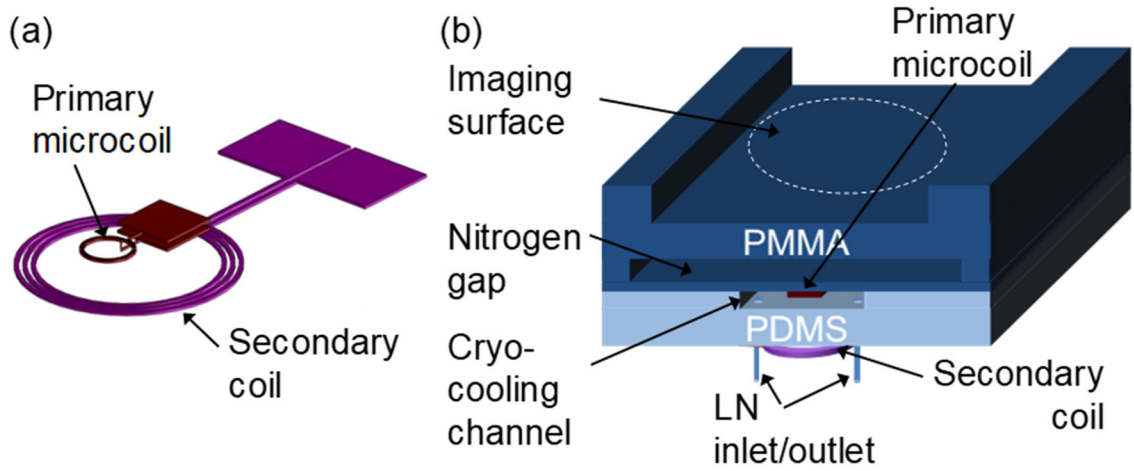 (a)
Primary
microcoil
Secondary
coil
(b)
Imaging
surface
Primary
microcoil
PMMA
Nitrogen
gap
PDMS
Cryo-
cooling
channel
LN
inlet/outlet
Secondary
coil